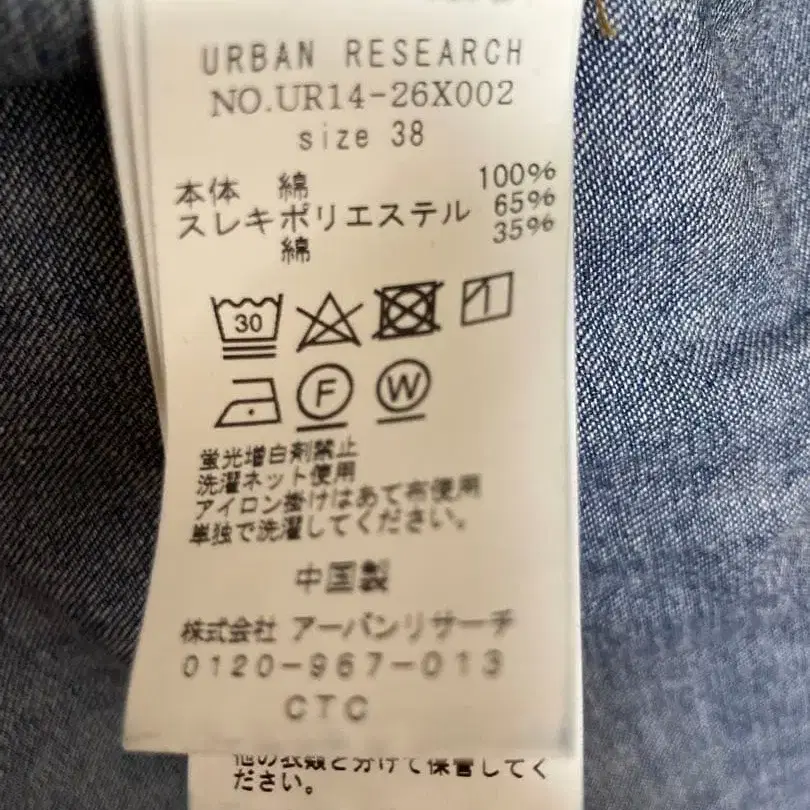 URBAN RESEARCH
NO.UR14-26X002
size 38
本体 綿 100%
スレキポリエステル 65%
綿 35%
30
F W
蛍光増白剤禁止
洗濯ネット使用
アイロン掛けはあて布使用
単独で洗濯してください。
中国製
株式会社 アーバンリサーチ
0120-967-013
CTC
他の衣類と分けて保管してく
ださい。